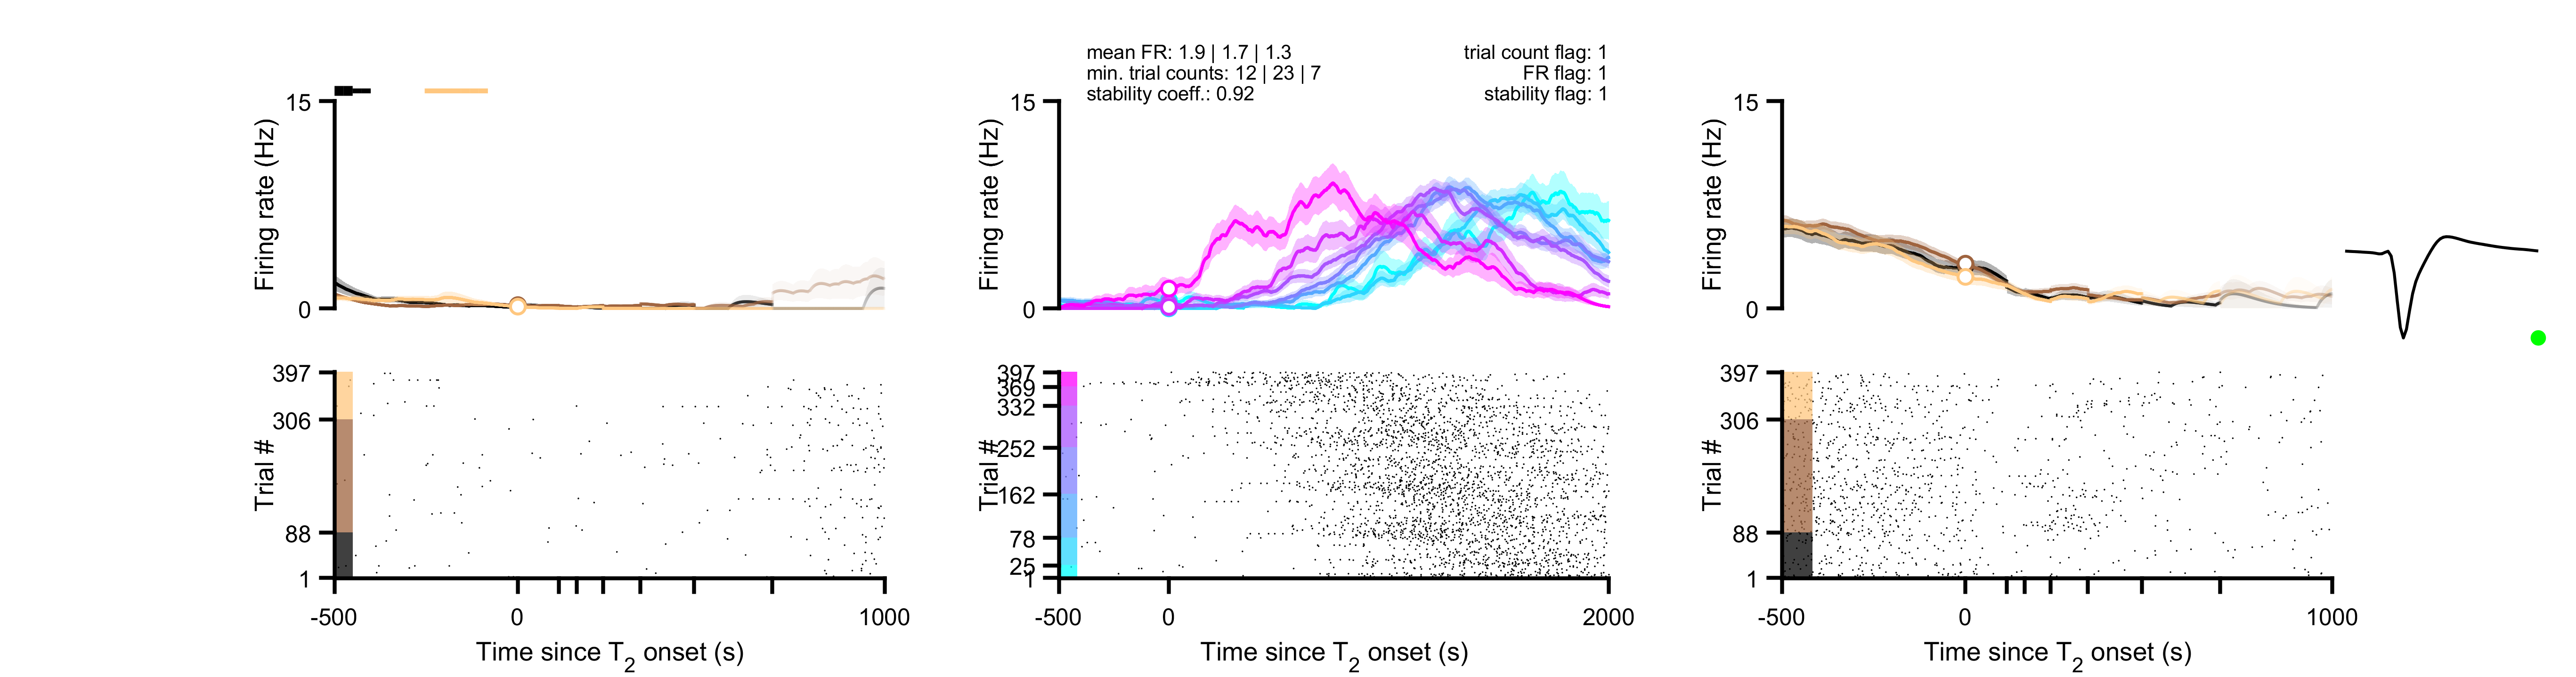 mean FR: 1.9 | 1.7 | 1.3
min. trial counts: 12 | 23 | 7
stability coeff.: 0.92
trial count flag: 1
FR flag: 1
stability flag: 1
15
0
Firing rate (Hz)
397
306
88
1
Trial #
-500
0
1000
Time since T2 onset (s)
15
0
Firing rate (Hz)
397
369
332
252
162
78
25
1
Trial #
-500
0
2000
Time since T2 onset (s)
15
0
Firing rate (Hz)
397
306
88
1
Trial #
-500
0
1000
Time since T2 onset (s)